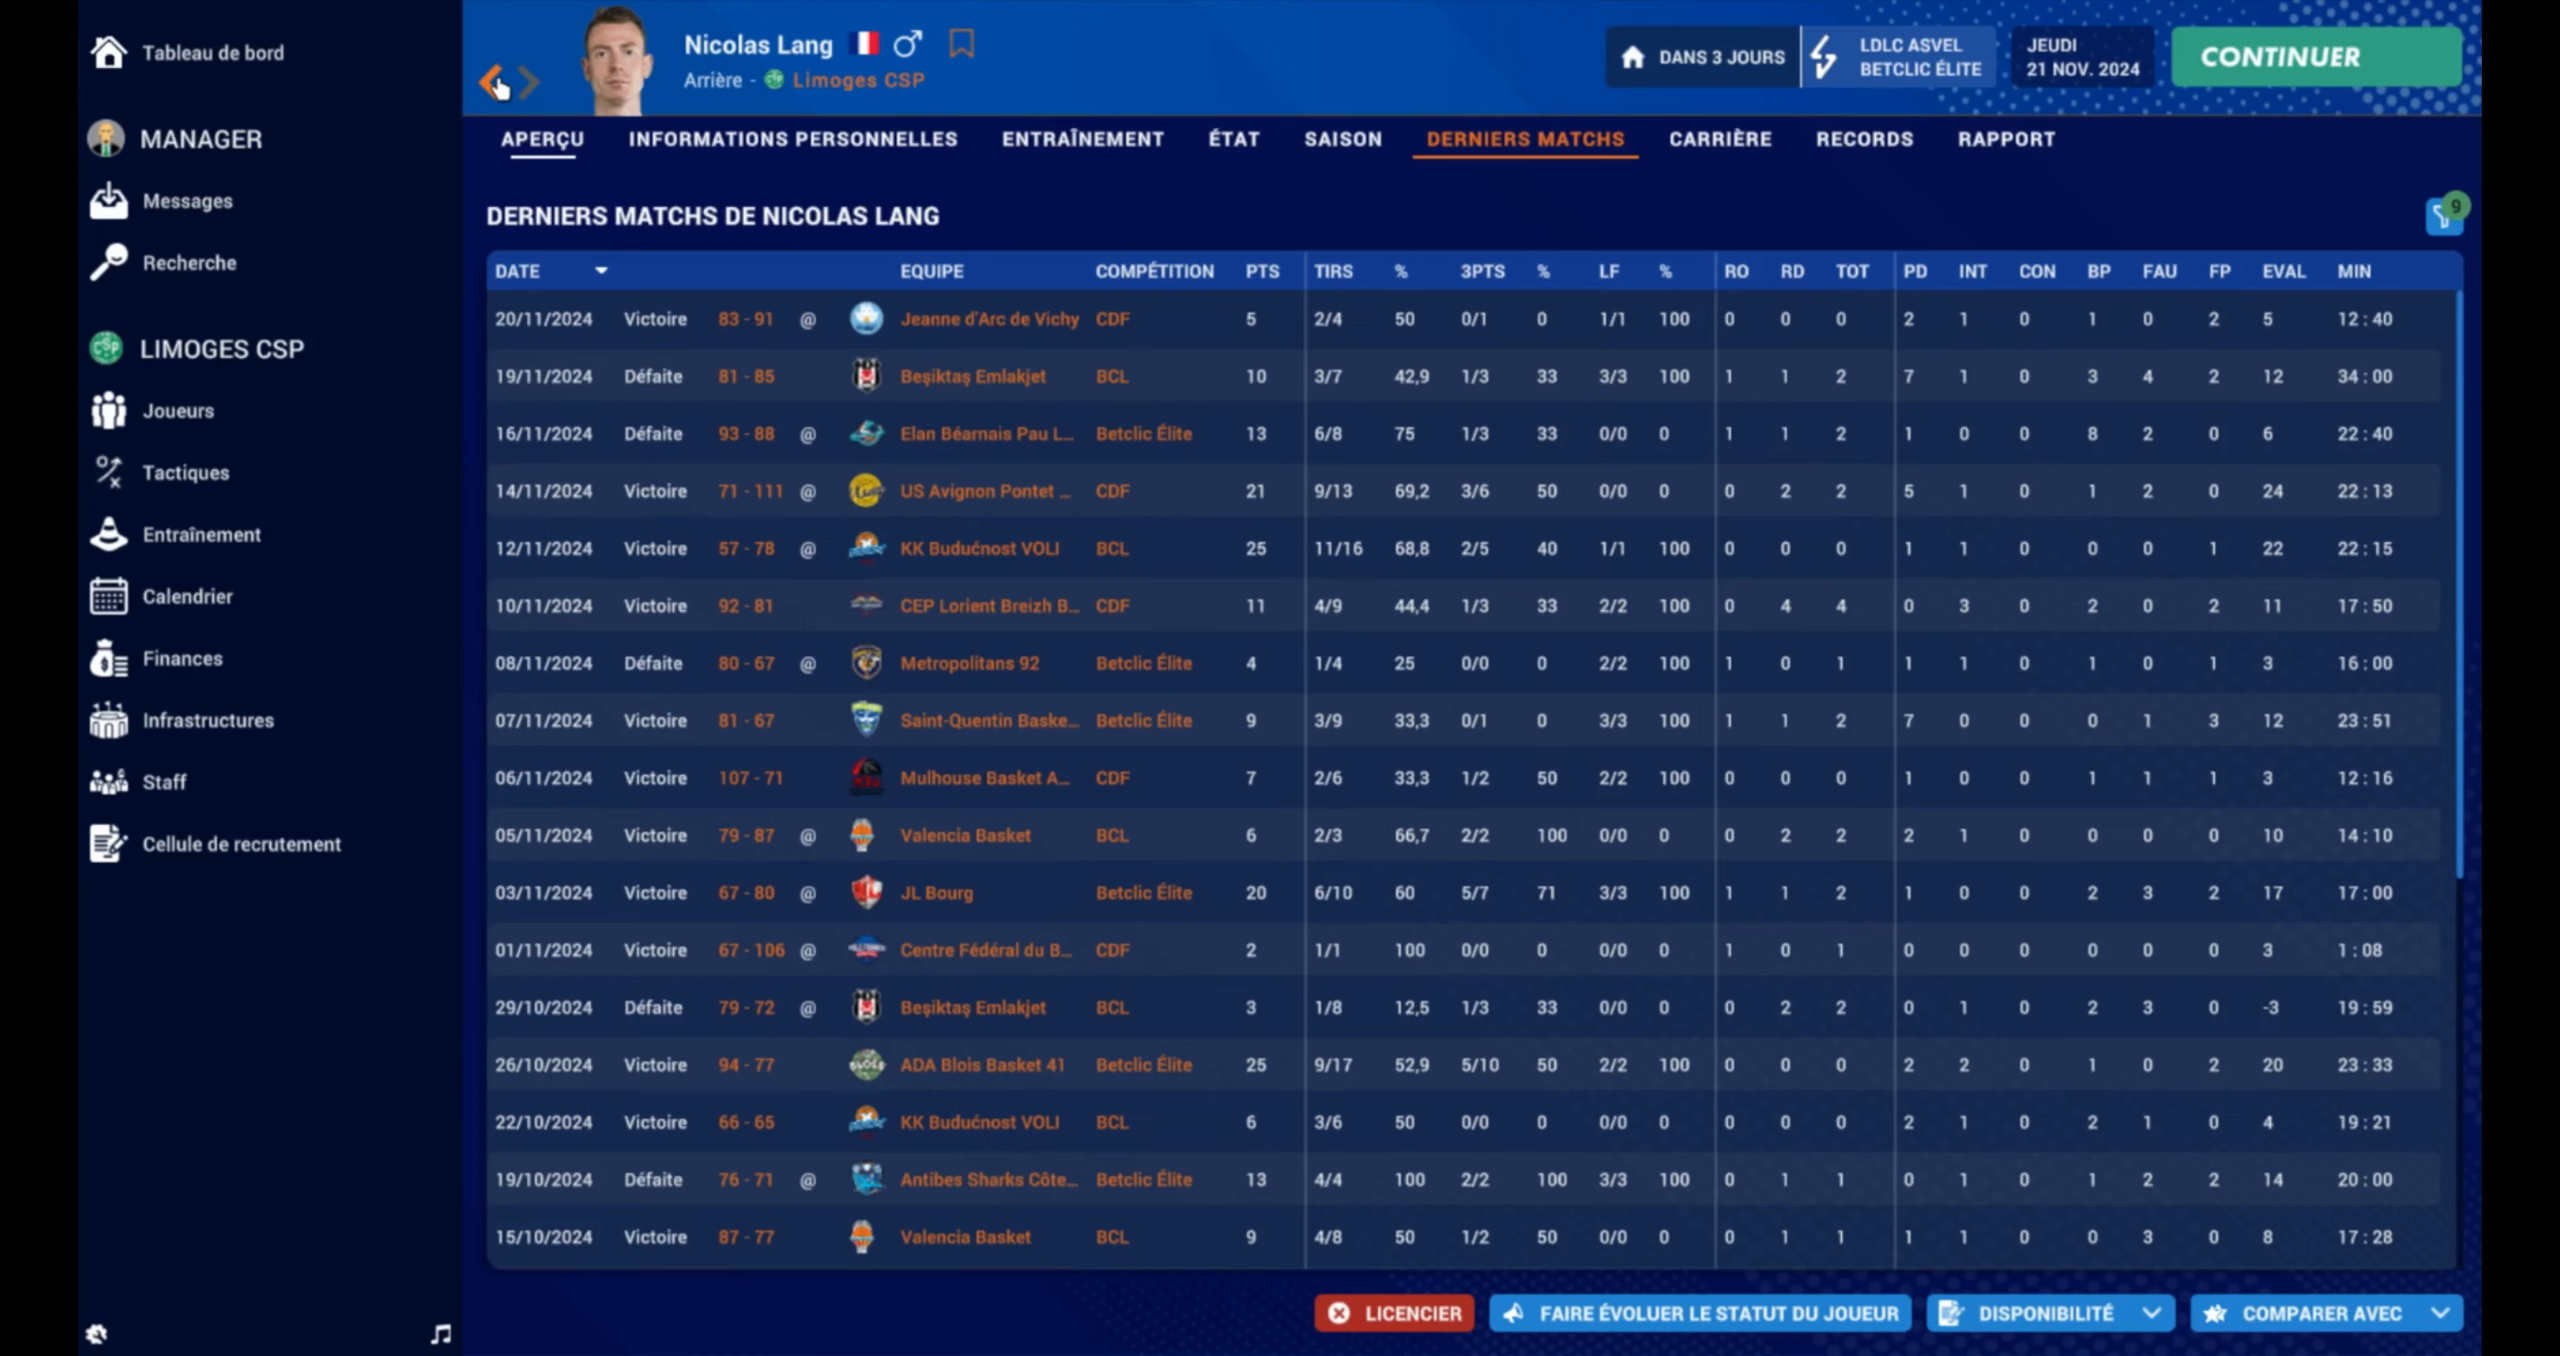 Tableau de bord
MANAGER
Messages
Recherche
LIMOGES CSP
Joueurs
Tactiques
Entraînement
Calendrier
Finances
Infrastructures
Staff
Cellule de recrutement
Nicolas Lang
Arrière - Limoges CSP
DANS 3 JOURS
LDLC ASVEL
BETCLIC ÉLITE
JEUDI
21 NOV. 2024
CONTINUER
APERÇU INFORMATIONS PERSONNELLES ENTRAÎNEMENT ÉTAT SAISON DERNIERS MATCHS CARRIÈRE RECORDS RAPPORT
DERNIERS MATCHS DE NICOLAS LANG
9
DATE EQUIPE COMPÉTITION PTS TIRS % 3PTS % LF % RO RD TOT PD INT CON BP FAU FP EVAL MIN
20/11/2024 Victoire 83 - 91 @ Jeanne d'Arc de Vichy CDF 5 2/4 50 0/1 0 1/1 100 0 0 0 2 1 0 1 0 2 5 12:40
19/11/2024 Défaite 81 - 85 Beşiktaş Emlakjet BCL 10 3/7 42,9 1/3 33 3/3 100 1 1 2 7 1 0 3 4 2 12 34:00
16/11/2024 Défaite 93 - 88 @ Elan Béarnais Pau L... Betclic Élite 13 6/8 75 1/3 33 0/0 0 1 1 2 1 0 0 8 2 0 6 22:40
14/11/2024 Victoire 71 - 111 @ US Avignon Pontet ... CDF 21 9/13 69,2 3/6 50 0/0 0 0 2 2 5 1 0 1 2 0 24 22:13
12/11/2024 Victoire 57 - 78 @ KK Budućnost VOLI BCL 25 11/16 68,8 2/5 40 1/1 100 0 0 0 1 1 0 0 0 1 22 22:15
10/11/2024 Victoire 92 - 81 CEP Lorient Breizh B... CDF 11 4/9 44,4 1/3 33 2/2 100 0 4 4 0 3 0 2 0 2 11 17:50
08/11/2024 Défaite 80 - 67 @ Metropolitans 92 Betclic Élite 4 1/4 25 0/0 0 2/2 100 1 0 1 1 1 0 1 0 1 3 16:00
07/11/2024 Victoire 81 - 67 Saint-Quentin Baske... Betclic Élite 9 3/9 33,3 0/1 0 3/3 100 1 1 2 7 0 0 0 1 3 12 23:51
06/11/2024 Victoire 107 - 71 Mulhouse Basket A... CDF 7 2/6 33,3 1/2 50 2/2 100 0 0 0 1 0 0 1 1 1 3 12:16
05/11/2024 Victoire 79 - 87 @ Valencia Basket BCL 6 2/3 66,7 2/2 100 0/0 0 0 2 2 2 1 0 0 0 0 10 14:10
03/11/2024 Victoire 67 - 80 @ JL Bourg Betclic Élite 20 6/10 60 5/7 71 3/3 100 1 1 2 1 0 0 2 3 2 17 17:00
01/11/2024 Victoire 67 - 106 @ Centre Fédéral du B... CDF 2 1/1 100 0/0 0 0/0 0 1 0 1 0 0 0 0 0 0 3 1:08
29/10/2024 Défaite 79 - 72 @ Beşiktaş Emlakjet BCL 3 1/8 12,5 1/3 33 0/0 0 0 2 2 0 1 0 2 3 0 -3 19:59
26/10/2024 Victoire 94 - 77 ADA Blois Basket 41 Betclic Élite 25 9/17 52,9 5/10 50 2/2 100 0 0 0 2 2 0 1 0 2 20 23:33
22/10/2024 Victoire 66 - 65 KK Budućnost VOLI BCL 6 3/6 50 0/0 0 0/0 0 0 0 0 2 1 0 2 1 0 4 19:21
19/10/2024 Défaite 76 - 71 @ Antibes Sharks Côte... Betclic Élite 13 4/4 100 2/2 100 3/3 100 0 1 1 0 1 0 1 2 2 14 20:00
15/10/2024 Victoire 87 - 77 Valencia Basket BCL 9 4/8 50 1/2 50 0/0 0 0 1 1 1 1 0 0 3 0 8 17:28
LICENCIER FAIRE ÉVOLUER LE STATUT DU JOUEUR DISPONIBILITÉ COMPARER AVEC